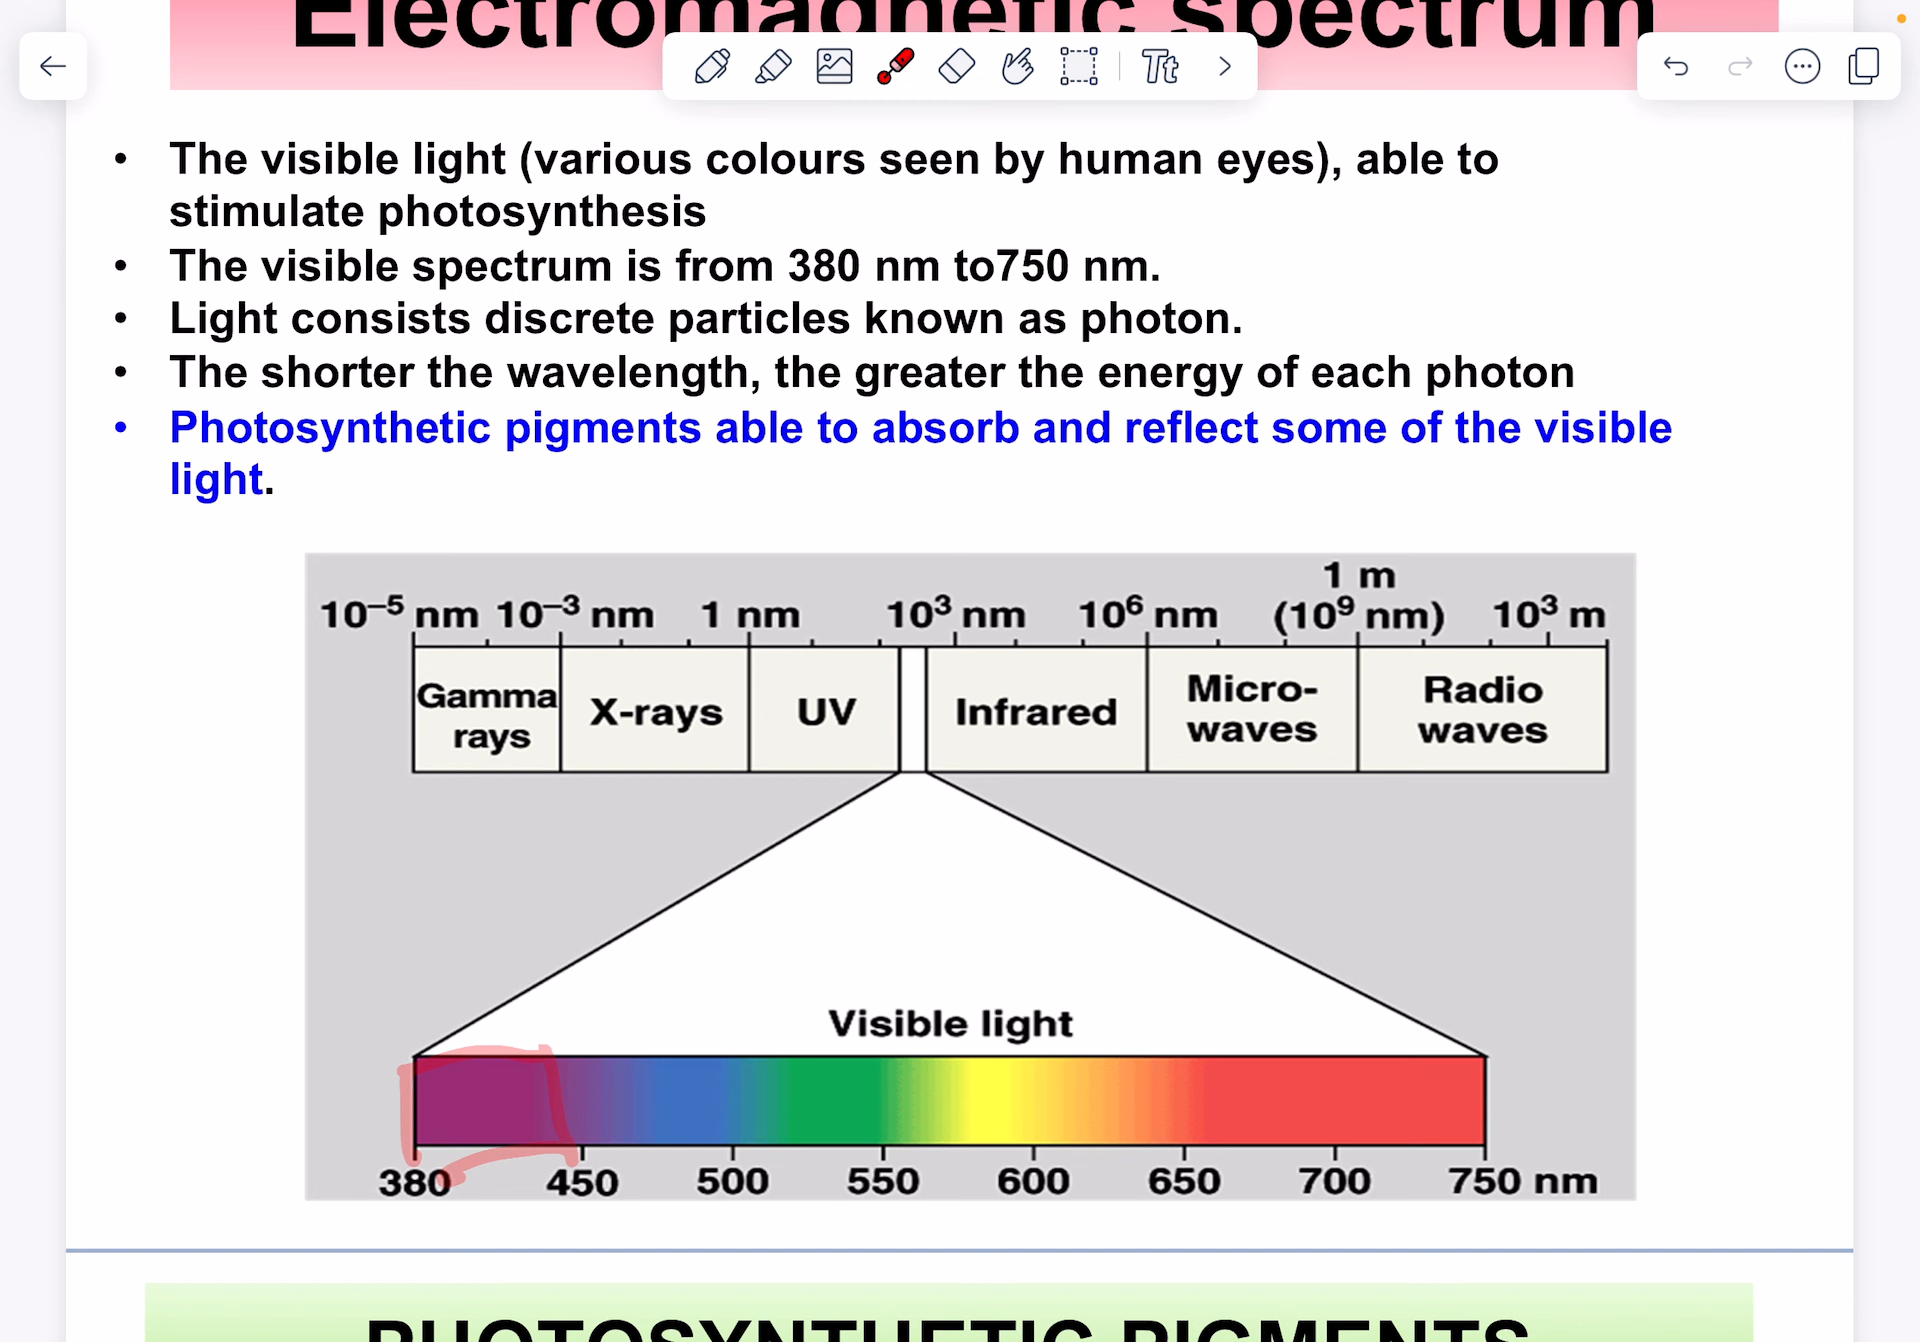 Electromagnetic spectrum
Tt
• The visible light (various colours seen by human eyes), able to
stimulate photosynthesis
• The visible spectrum is from 380 nm to750 nm.
• Light consists discrete particles known as photon.
• The shorter the wavelength, the greater the energy of each photon
• Photosynthetic pigments able to absorb and reflect some of the visible
light.
1 m
10⁻⁵ nm 10⁻³ nm 1 nm 10³ nm 10⁶ nm (10⁹ nm) 10³ m
Gamma
rays
X-rays
UV
Infrared
Micro-
waves
Radio
waves
Visible light
380 450 500 550 600 650 700 750 nm
PHOTOSYNTHETIC PIGMENTS